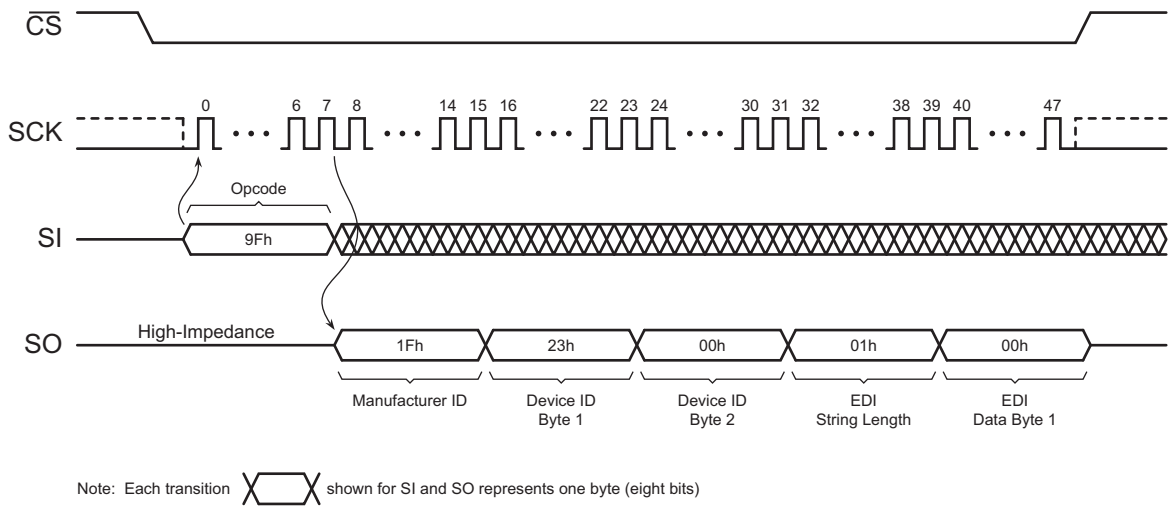 CS
SCK
0 6 7 8 14 15 16 22 23 24 30 31 32 38 39 40 47
Opcode
SI
9Fh
High-Impedance
SO
1Fh 23h 00h 01h 00h
Manufacturer ID
Device ID
Byte 1
Device ID
Byte 2
EDI
String Length
EDI
Data Byte 1
Note: Each transition shown for SI and SO represents one byte (eight bits)